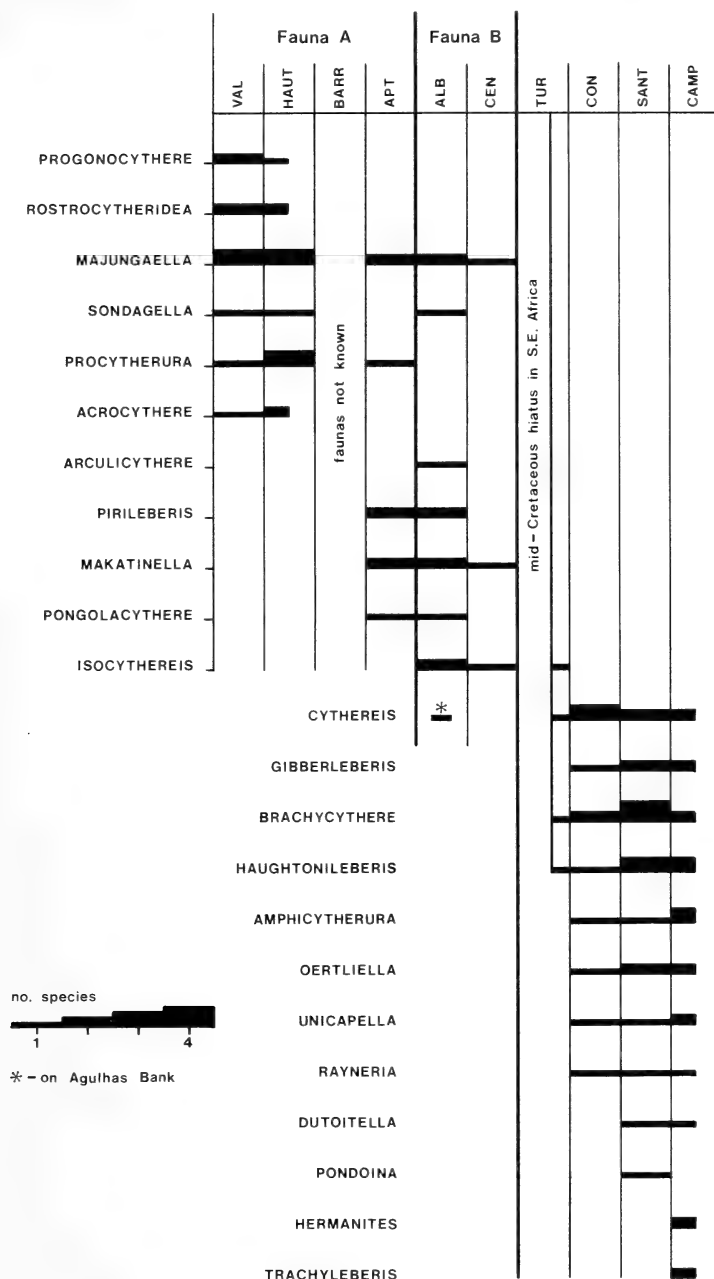 Fauna A
Fauna B
VAL
HAUT
BARR
APT
ALB
CEN
TUR
CON
SANT
CAMP
PROGONOCYTHERE
ROSTROCYTHERIDEA
MAJUNGAELLA
SONDAGELLA
PROCYTHERURA
ACROCYTHERE
ARCULICYTHERE
PIRILEBERIS
MAKATINELLA
PONGOLACYTHERE
ISOCYTHEREIS
faunas not known
mid-Cretaceous hiatus in S.E. Africa
CYTHEREIS
*
GIBBERLEBERIS
BRACHYCYTHERE
HAUGHTONILEBERIS
AMPHICYTHERURA
OERTLIELLA
UNICAPELLA
RAYNERIA
DUTOITELLA
PONDOINA
HERMANITES
TRACHYLEBERIS
no. species
1 4
*-on Agulhas Bank